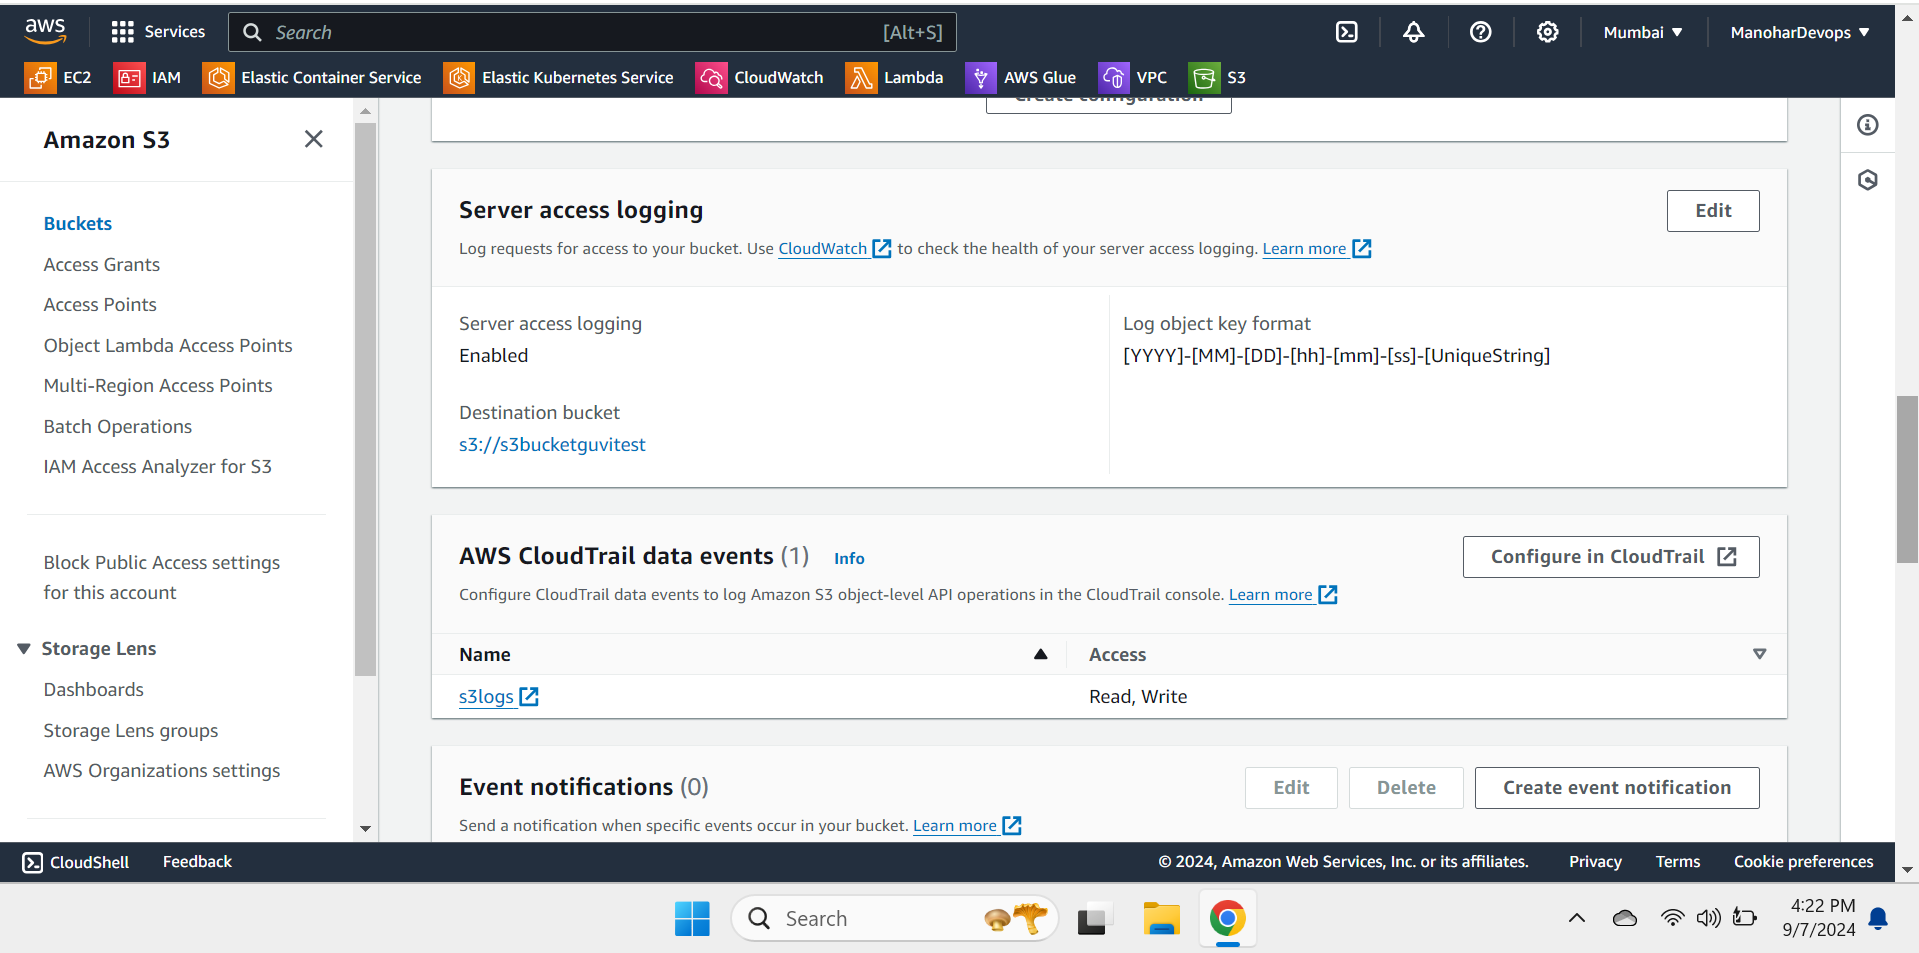 aws
Services
Search
[Alt+S]
Mumbai
ManoharDevops
EC2
IAM
Elastic Container Service
Elastic Kubernetes Service
CloudWatch
Lambda
AWS Glue
VPC
S3
Amazon S3
Buckets
Access Grants
Access Points
Object Lambda Access Points
Multi-Region Access Points
Batch Operations
IAM Access Analyzer for S3
Block Public Access settings
for this account
Storage Lens
Dashboards
Storage Lens groups
AWS Organizations settings
Create configuration
Server access logging
Edit
Log requests for access to your bucket. Use CloudWatch to check the health of your server access logging. Learn more
Server access logging
Enabled
Log object key format
[YYYY]-[MM]-[DD]-[hh]-[mm]-[ss]-[UniqueString]
Destination bucket
s3://s3bucketguvitest
AWS CloudTrail data events (1)
Info
Configure in CloudTrail
Configure CloudTrail data events to log Amazon S3 object-level API operations in the CloudTrail console. Learn more
Name
Access
s3logs
Read, Write
Event notifications (0)
Edit
Delete
Create event notification
Send a notification when specific events occur in your bucket. Learn more
CloudShell
Feedback
© 2024, Amazon Web Services, Inc. or its affiliates.
Privacy
Terms
Cookie preferences
Search
4:22 PM
9/7/2024